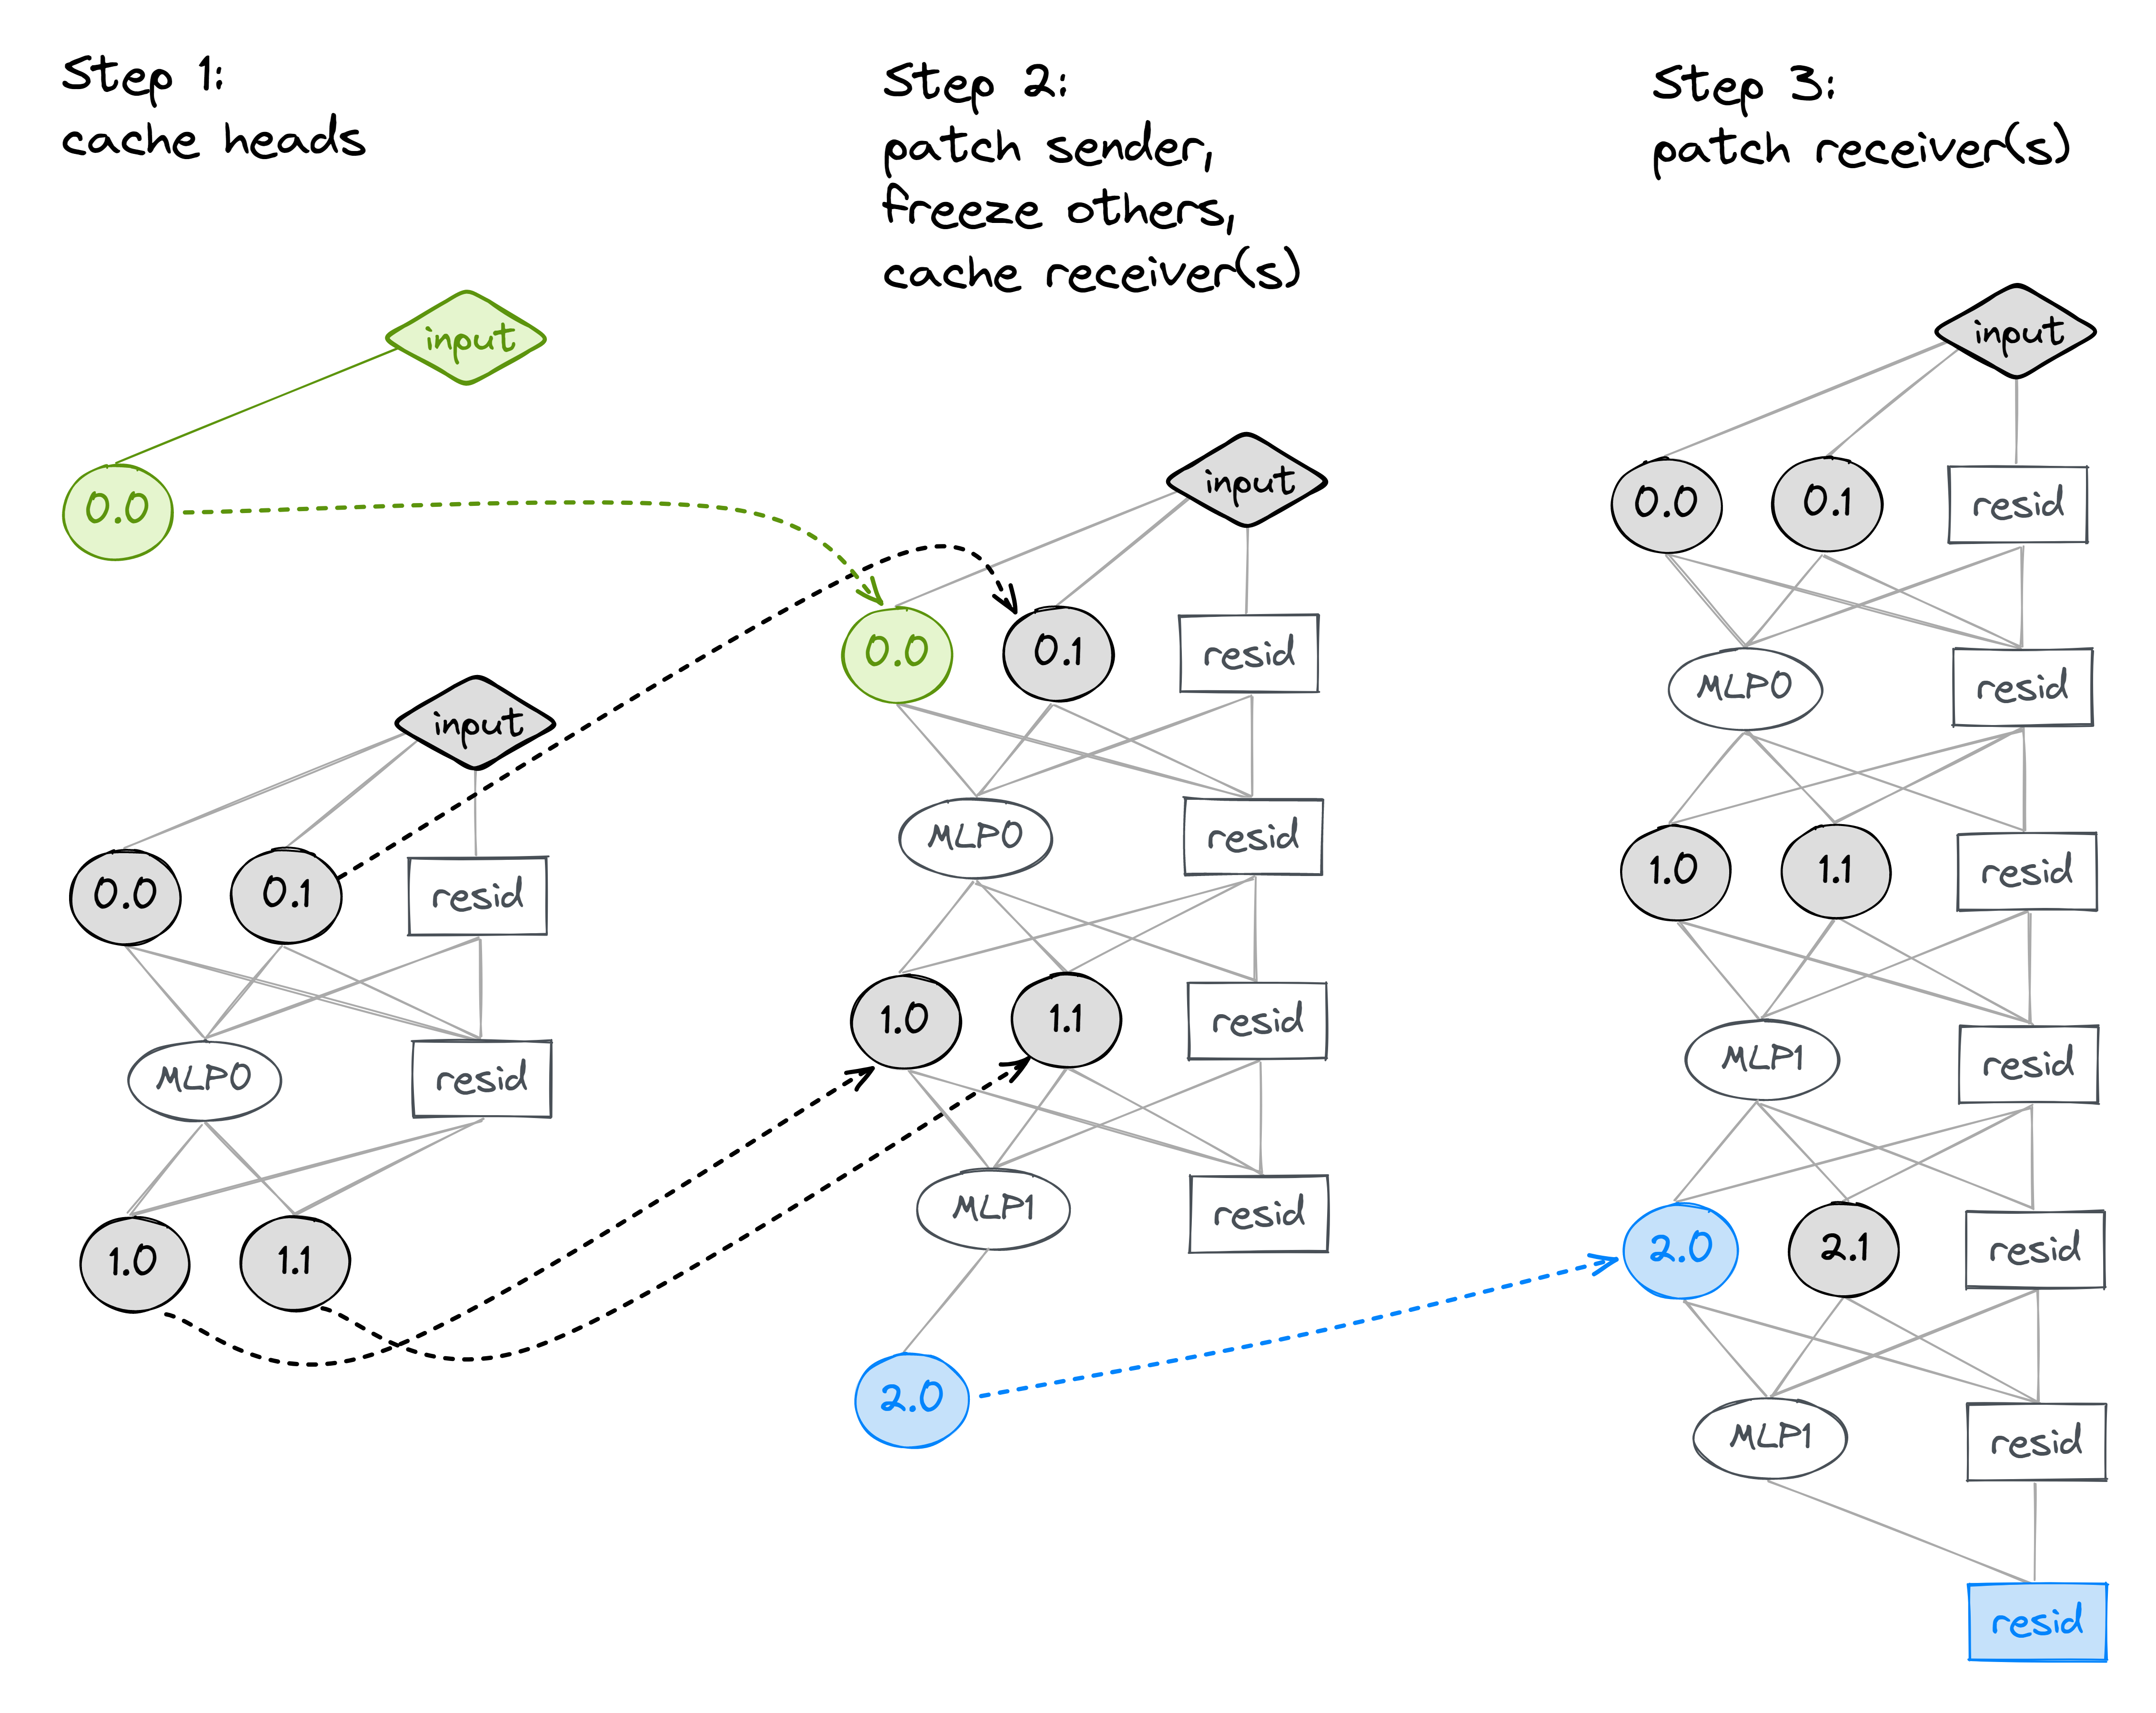 Step 1:
cache heads
input
0.0
input
0.0
0.1
resid
MLP0
resid
1.0
1.1
Step 2:
patch sender,
freeze others,
cache receiver(s)
input
0.0
0.1
resid
MLP0
resid
1.0
1.1
resid
MLP1
resid
2.0
Step 3:
patch receiver(s)
input
0.0
0.1
resid
MLP0
resid
1.0
1.1
resid
MLP1
resid
2.0
2.1
resid
MLP1
resid
resid